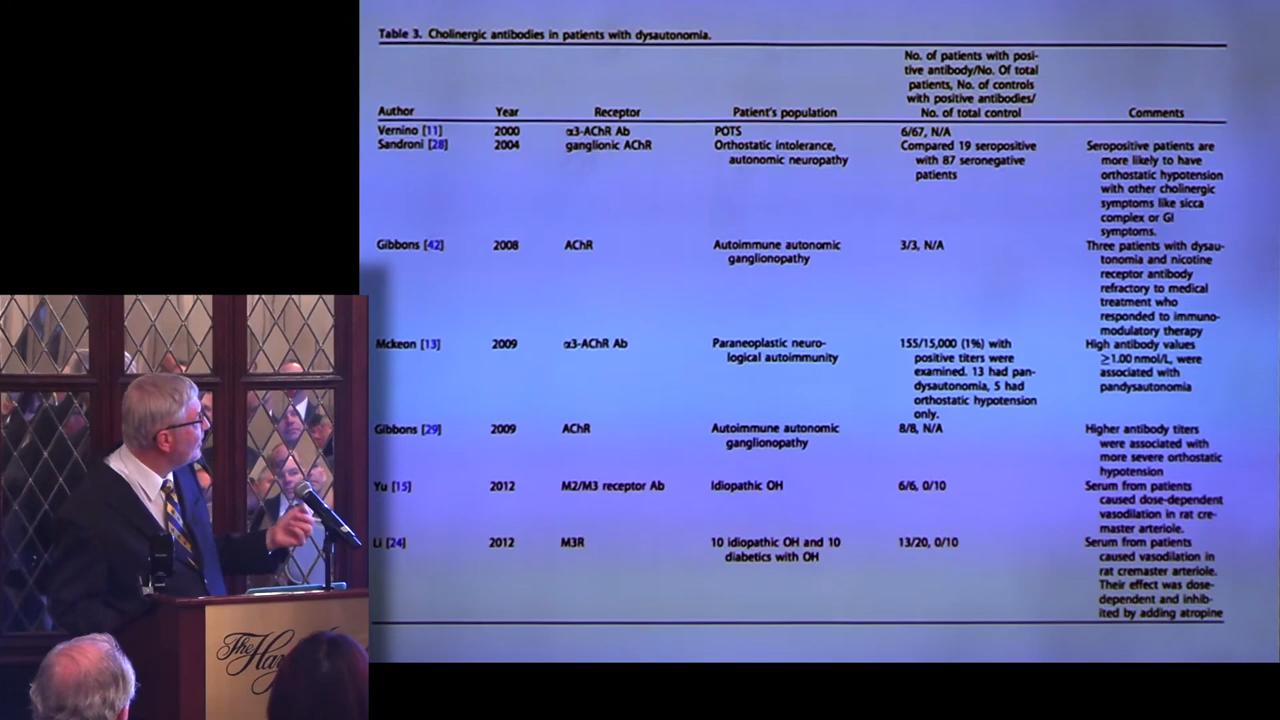 Table 3. Cholinergic antibodies in patients with dysautonomia.
No. of patients with posi-
tive antibody/No. Of total
patients, No. of controls
with positive antibodies/
Author Year Receptor Patient's population No. of total control Comments
Vernino [11] 2000 α3-AChR Ab POTS 6/67, N/A
Sandroni [28] 2004 ganglionic AChR Orthostatic intolerance, Compared 19 seropositive Seropositive patients are
autonomic neuropathy with 87 seronegative more likely to have
patients orthostatic hypotension
with other cholinergic
symptoms like sicca
complex or GI
symptoms.
Gibbons [42] 2008 AChR Autoimmune autonomic 3/3, N/A Three patients with dysau-
ganglionopathy tonomia and nicotine
receptor antibody
refractory to medical
treatment who
responded to immuno-
modulatory therapy
Mckeon [13] 2009 α3-AChR Ab Paraneoplastic neuro- 155/15,000 (1%) with High antibody values
logical autoimmunity positive titers were ≥1.00 nmol/L, were
examined. 13 had pan- associated with
dysautonomia, 5 had pandysautonomia
orthostatic hypotension
only.
Gibbons [29] 2009 AChR Autoimmune autonomic 8/8, N/A Higher antibody titers
ganglionopathy were associated with
more severe orthostatic
hypotension
Yu [15] 2012 M2/M3 receptor Ab Idiopathic OH 6/6, 0/10 Serum from patients
caused dose-dependent
vasodilation in rat cre-
master arteriole.
Li [24] 2012 M3R 10 idiopathic OH and 10 13/20, 0/10 Serum from patients
diabetics with OH caused vasodilation in
rat cremaster arteriole.
Their effect was dose-
dependent and inhib-
ited by adding atropine
The